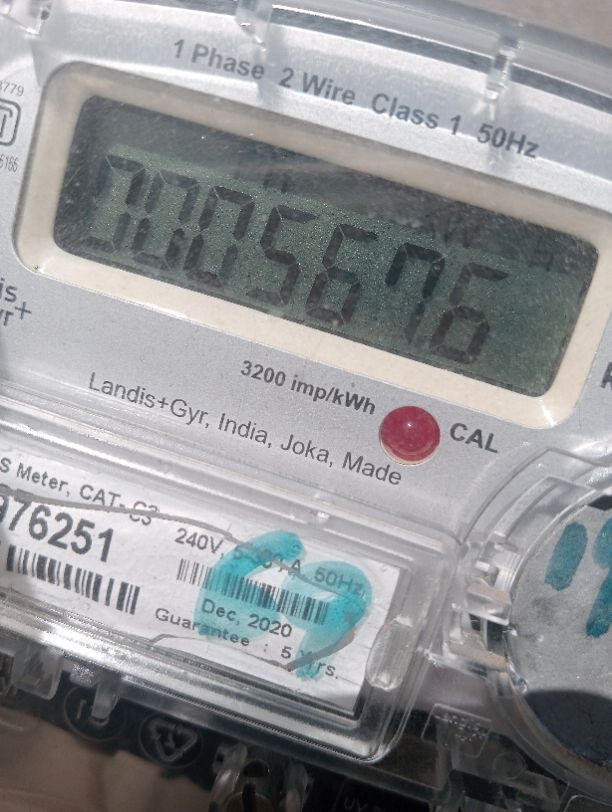 1 Phase 2 Wire Class 1 50Hz
0005676
3200 imp/kWh
CAL
Landis+Gyr, India, Joka, Made
S Meter, CAT- C3
976251
240V, 50Hz,
Dec, 2020
Guarantee : 5 Yrs.